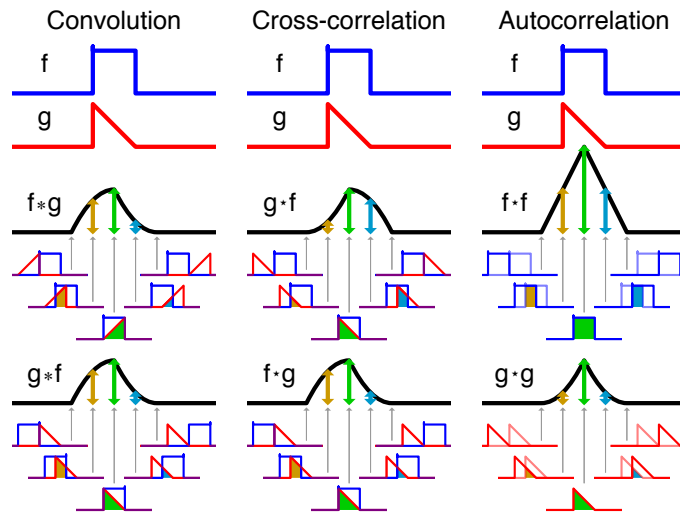 Convolution Cross-correlation Autocorrelation
f f f
g g g
f∗g g⋆f f⋆f
g∗f f⋆g g⋆g